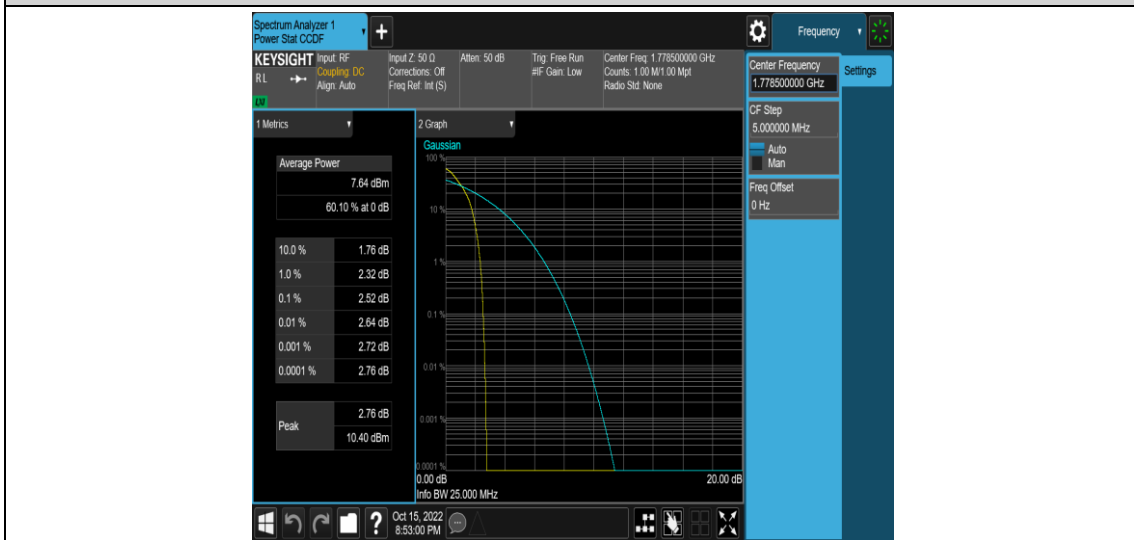 Spectrum Analyzer 1
Power Stat CCDF
+
Frequency
KEYSIGHT
RL
LXI
Input: RF
Coupling: DC
Align: Auto
Input Z: 50 Ω
Corrections: Off
Freq Ref: Int (S)
Atten: 50 dB
Trig: Free Run
#IF Gain: Low
Center Freq: 1.778500000 GHz
Counts: 1.00 M/1.00 Mpt
Radio Std: None
Center Frequency
1.778500000 GHz
Settings
CF Step
5.000000 MHz
Auto
Man
Freq Offset
0 Hz
1 Metrics
Average Power
7.64 dBm
60.10 % at 0 dB
10.0 % 1.76 dB
1.0 % 2.32 dB
0.1 % 2.52 dB
0.01 % 2.64 dB
0.001 % 2.72 dB
0.0001 % 2.76 dB
Peak
2.76 dB
10.40 dBm
2 Graph
Gaussian
100 %
10 %
1 %
0.1 %
0.01 %
0.001 %
0.0001 %
0.00 dB 20.00 dB
Info BW 25.000 MHz
?
Oct 15, 2022
8:53:00 PM